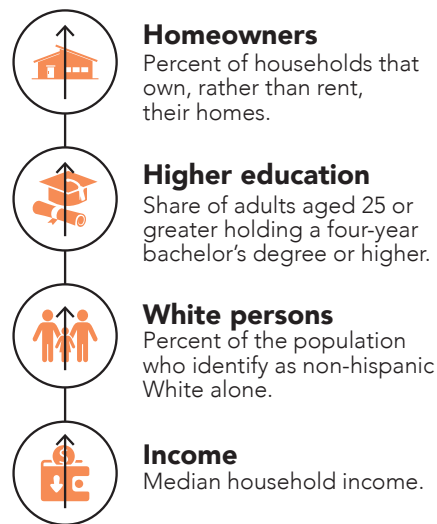 Homeowners
Percent of households that
own, rather than rent,
their homes.
Higher education
Share of adults aged 25 or
greater holding a four-year
bachelor's degree or higher.
White persons
Percent of the population
who identify as non-hispanic
White alone.
Income
Median household income.